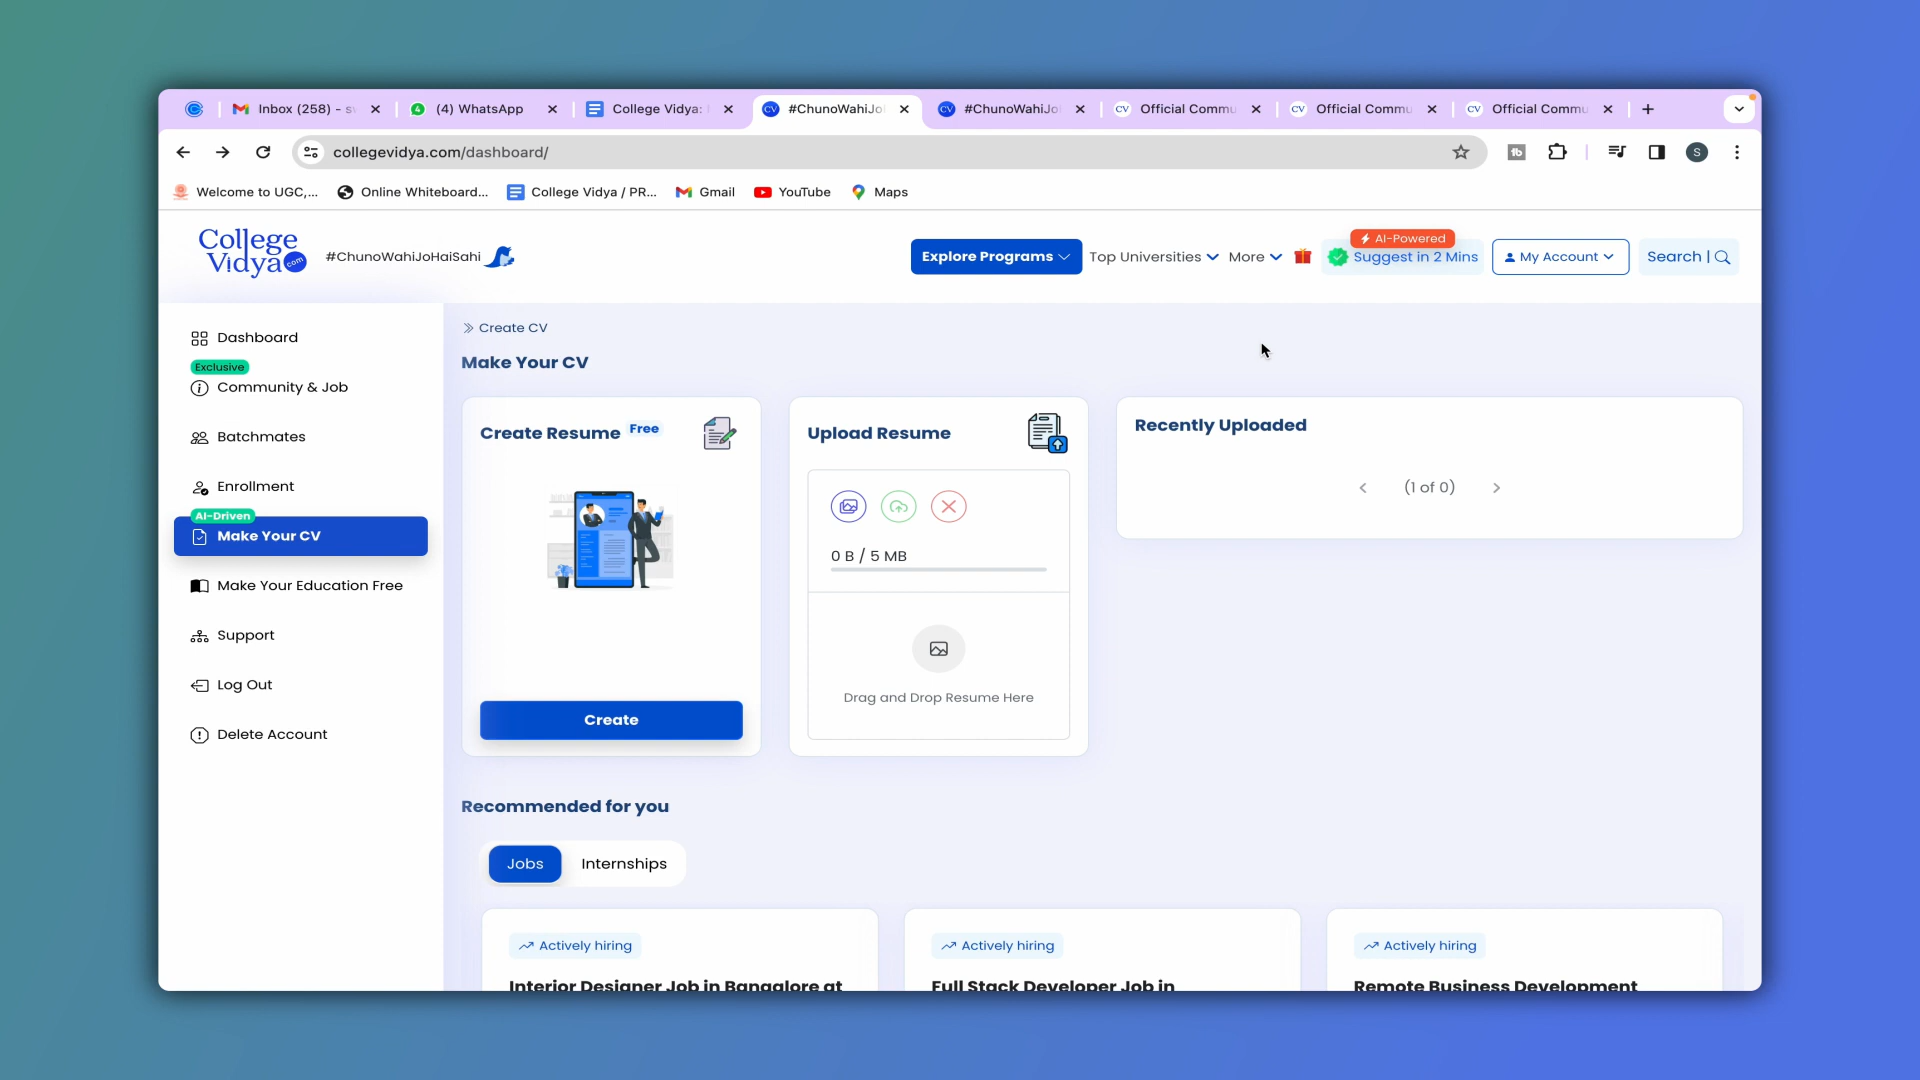 Inbox (258) - s
(4) WhatsApp
College Vidya:
#ChunoWahiJo
#ChunoWahiJo
Official Commu
Official Commu
Official Commu
collegevidya.com/dashboard/
S
Welcome to UGC,...
Online Whiteboard...
College Vidya / PR...
Gmail
YouTube
Maps
College
Vidya
.com
#ChunoWahiJoHaiSahi
Explore Programs
Top Universities
More
AI-Powered
Suggest in 2 Mins
My Account
Search |
Dashboard
Exclusive
Community & Job
Batchmates
Enrollment
AI-Driven
Make Your CV
Make Your Education Free
Support
Log Out
Delete Account
Create CV
Make Your CV
Create Resume Free
Create
Upload Resume
0 B / 5 MB
Drag and Drop Resume Here
Recently Uploaded
(1 of 0)
Recommended for you
Jobs
Internships
Actively hiring
Interior Designer Job in Bangalore at
Actively hiring
Full Stack Developer Job in
Actively hiring
Remote Business Development